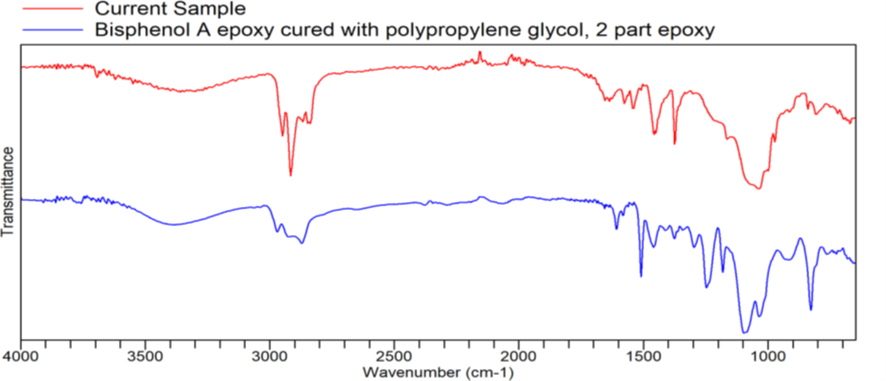 Current Sample
Bisphenol A epoxy cured with polypropylene glycol, 2 part epoxy
Transmittance
4000 3500 3000 2500 2000 1500 1000
Wavenumber (cm-1)